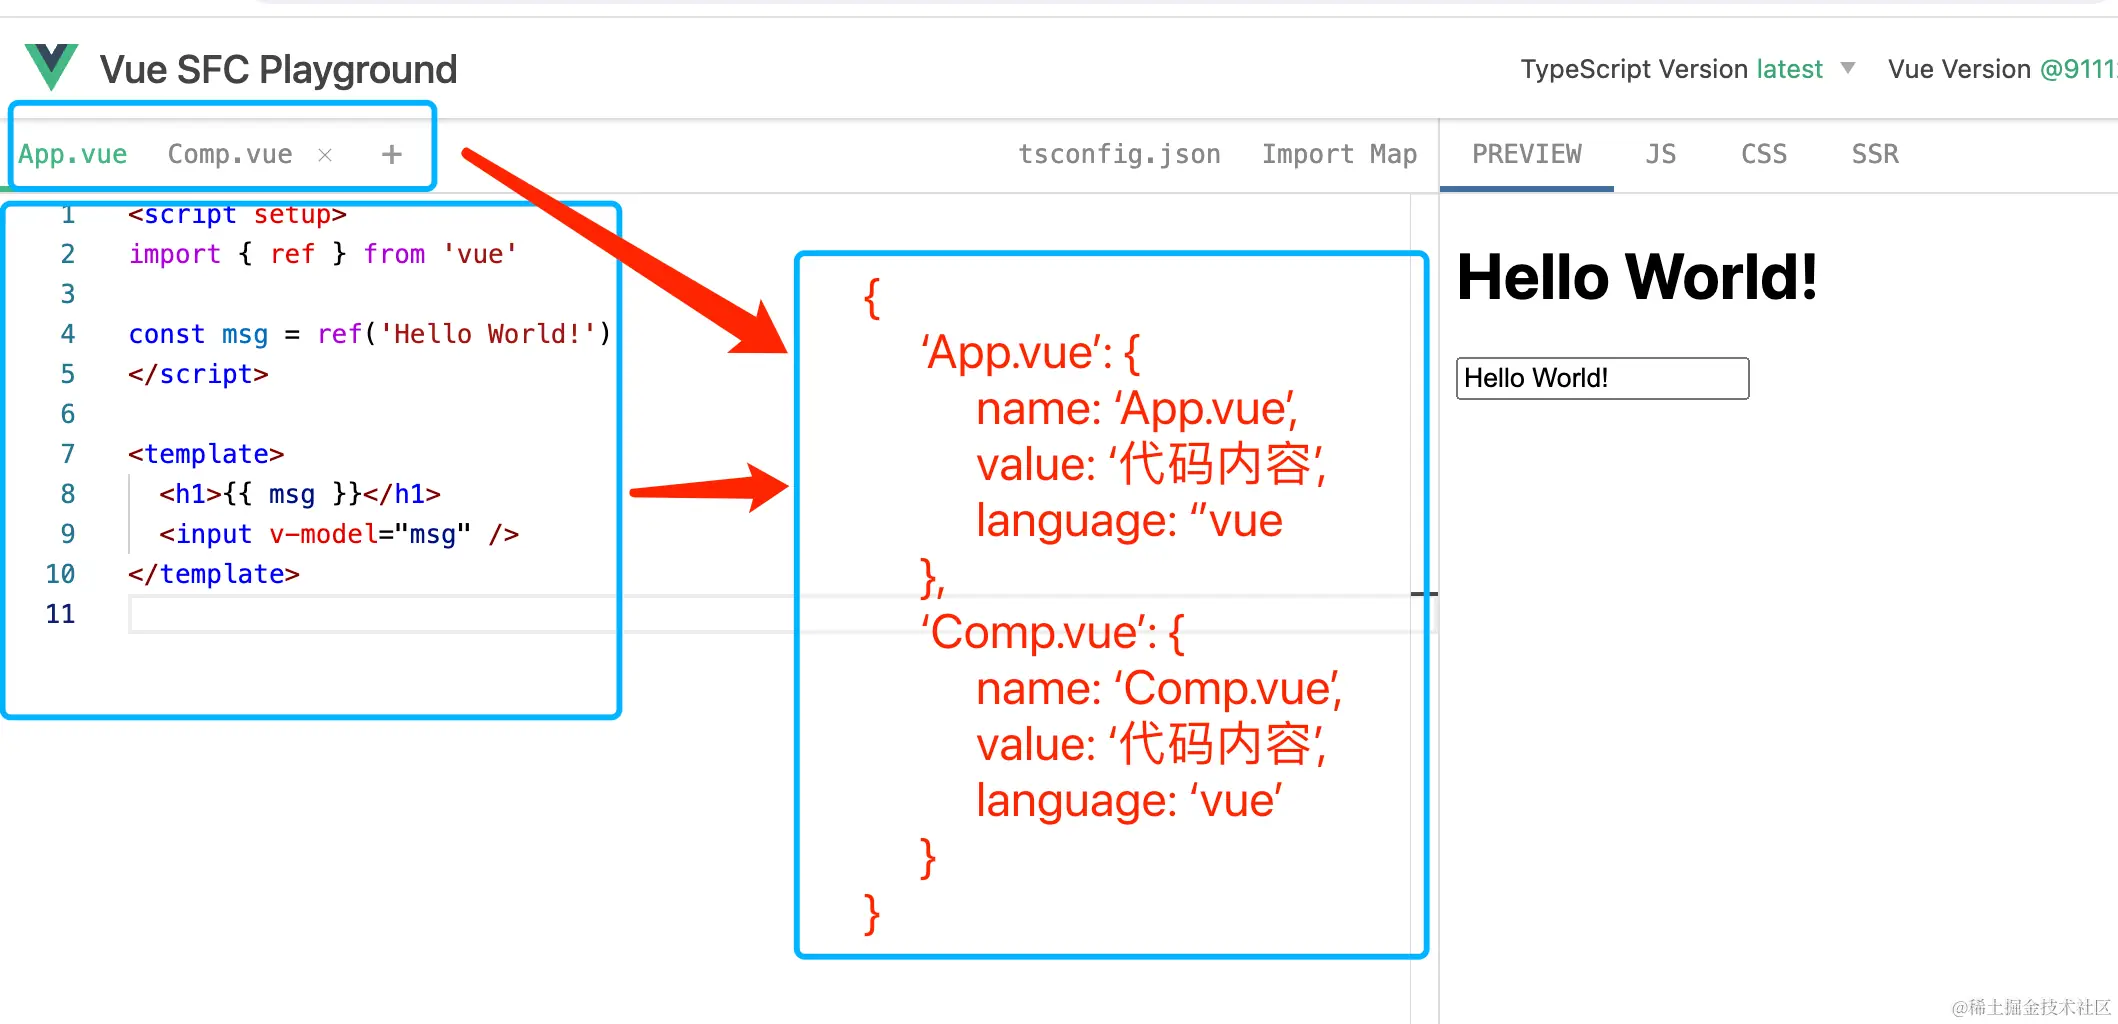 Vue SFC Playground
TypeScript Version latest ▼ Vue Version @9111
App.vue Comp.vue × + tsconfig.json Import Map
PREVIEW JS CSS SSR
1 <script setup>
2 import { ref } from 'vue'
3
4 const msg = ref('Hello World!')
5 </script>
6
7 <template>
8 <h1>{{ msg }}</h1>
9 <input v-model="msg" />
10 </template>
11
{
‘App.vue’: {
name: ‘App.vue’,
value: ‘代码内容’,
language: ‘’vue
},
‘Comp.vue’: {
name: ‘Comp.vue’,
value: ‘代码内容’,
language: ‘vue’
}
}
Hello World!
Hello World!
@稀土掘金技术社区